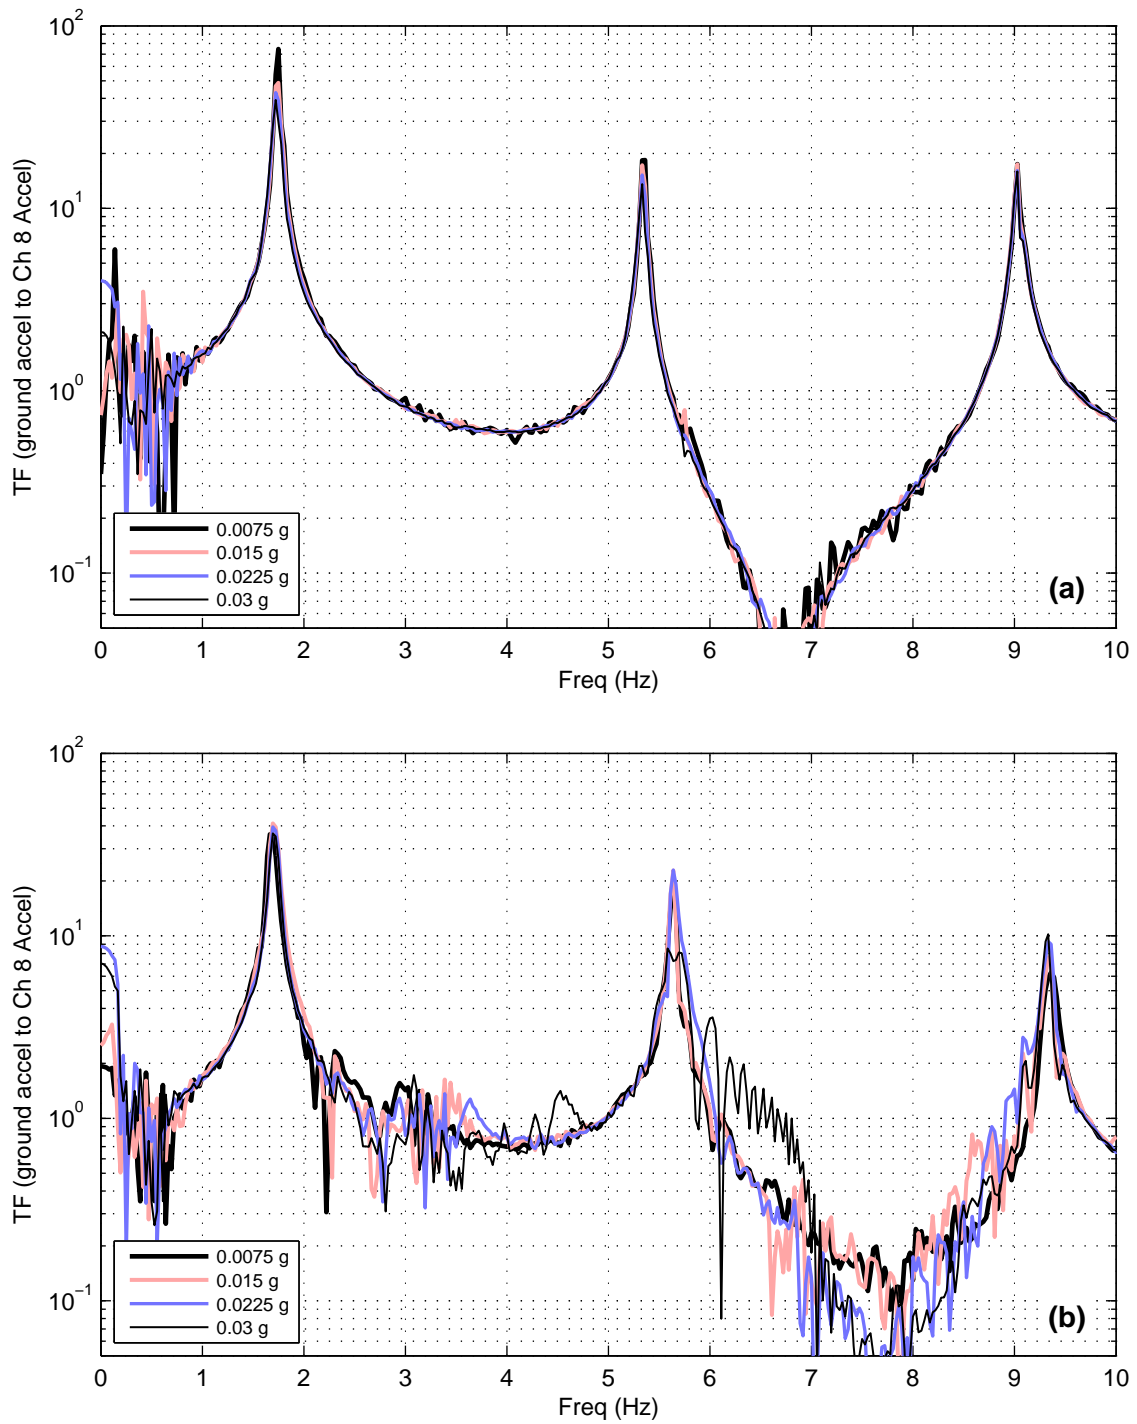 10^2
10^1
10^0
10^−1
TF (ground accel to Ch 8 Accel)
0.0075 g
0.015 g
0.0225 g
0.03 g
(a)
0 1 2 3 4 5 6 7 8 9 10
Freq (Hz)
10^2
10^1
10^0
10^−1
TF (ground accel to Ch 8 Accel)
0.0075 g
0.015 g
0.0225 g
0.03 g
(b)
0 1 2 3 4 5 6 7 8 9 10
Freq (Hz)